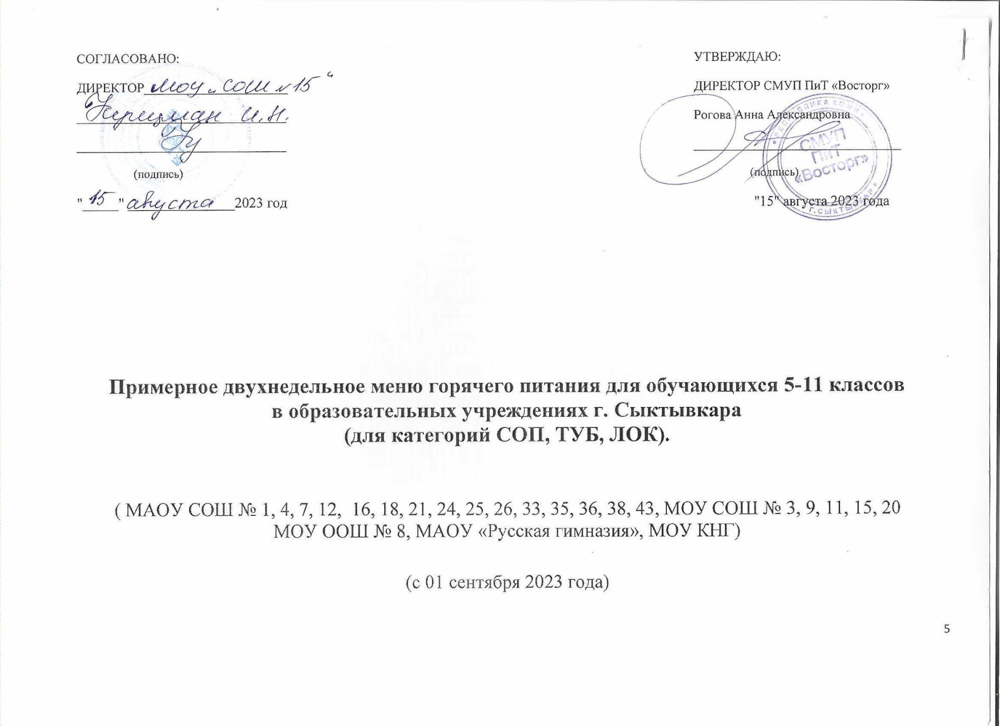 СОГЛАСОВАНО:
ДИРЕКТОР МОУ "СОШ №15"
И.Н.
(подпись)
"15" августа 2023 год
УТВЕРЖДАЮ:
ДИРЕКТОР СМУП ПиТ «Восторг»
Рогова Анна Александровна
(подпись)
"15" августа 2023 года
РЕСПУБЛИКА КОМИ
СМУП
ПиТ
«Восторг»
Г. СЫКТЫВКАР
Примерное двухнедельное меню горячего питания для обучающихся 5-11 классов
в образовательных учреждениях г. Сыктывкара
(для категорий СОП, ТУБ, ЛОК).
( МАОУ СОШ № 1, 4, 7, 12, 16, 18, 21, 24, 25, 26, 33, 35, 36, 38, 43, МОУ СОШ № 3, 9, 11, 15, 20
МОУ ООШ № 8, МАОУ «Русская гимназия», МОУ КНГ)
(с 01 сентября 2023 года)
5